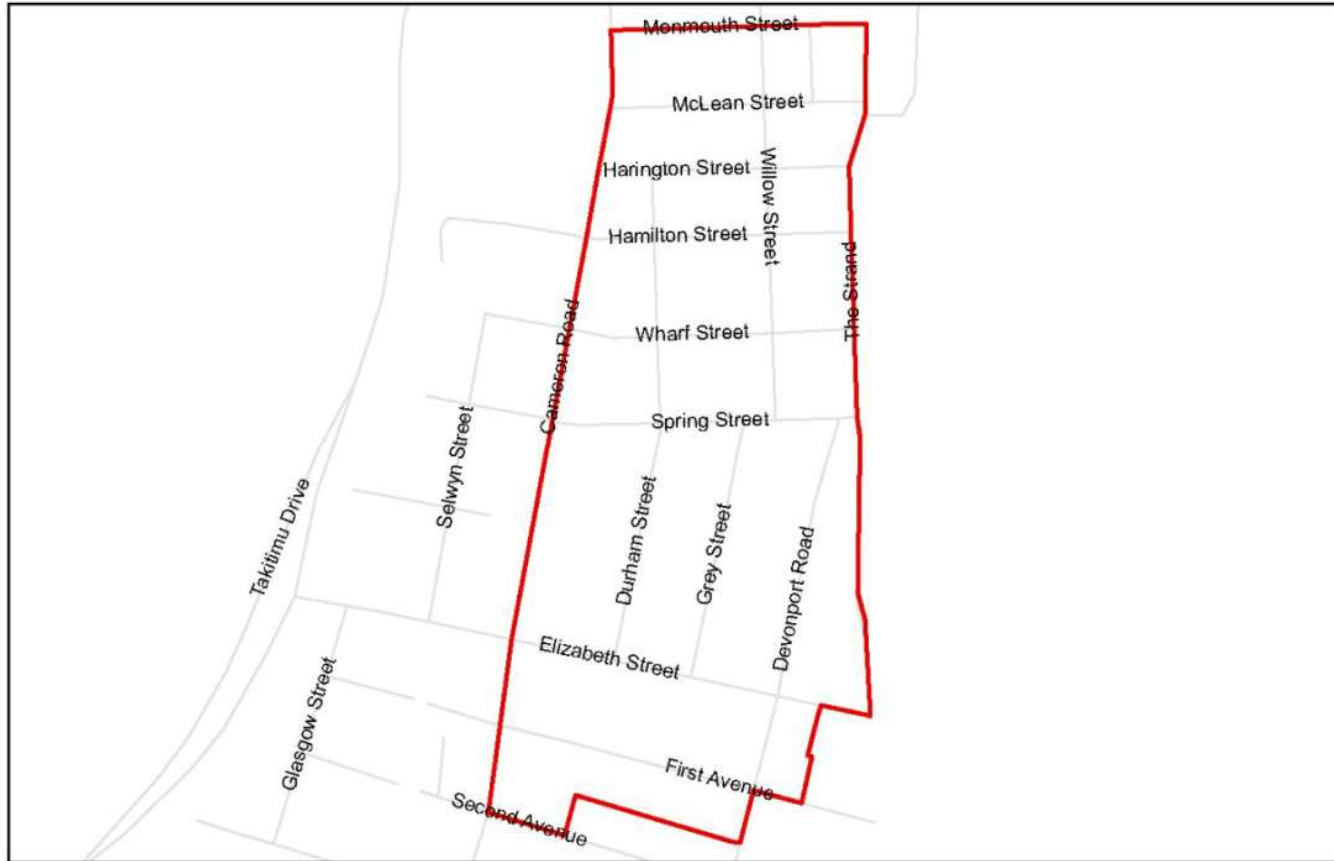 Monmouth Street
McLean Street
Harington Street
Willow Street
Hamilton Street
The Strand
Wharf Street
Cameron Road
Spring Street
Selwyn Street
Takitimu Drive
Durham Street
Grey Street
Devonport Road
Elizabeth Street
Glasgow Street
First Avenue
Second Avenue